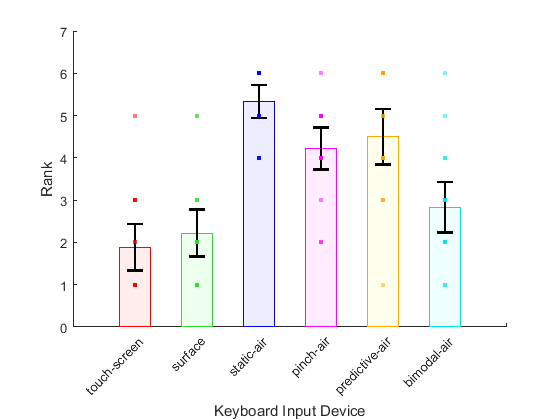 7
6
5
4
3
2
1
0
Rank
touch-screen
surface
static-air
pinch-air
predictive-air
bimodal-air
Keyboard Input Device